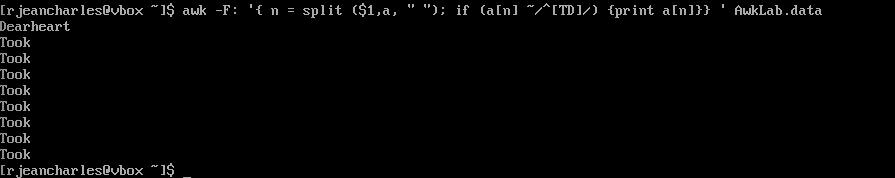 [rjeancharles@vbox ~]$ awk -F: '{ n = split ($1,a, " "); if (a[n] ~/^[TD]/) {print a[n]}} ' AwkLab.data
Dearheart
Took
Took
Took
Took
Took
Took
Took
Took
[rjeancharles@vbox ~]$ _